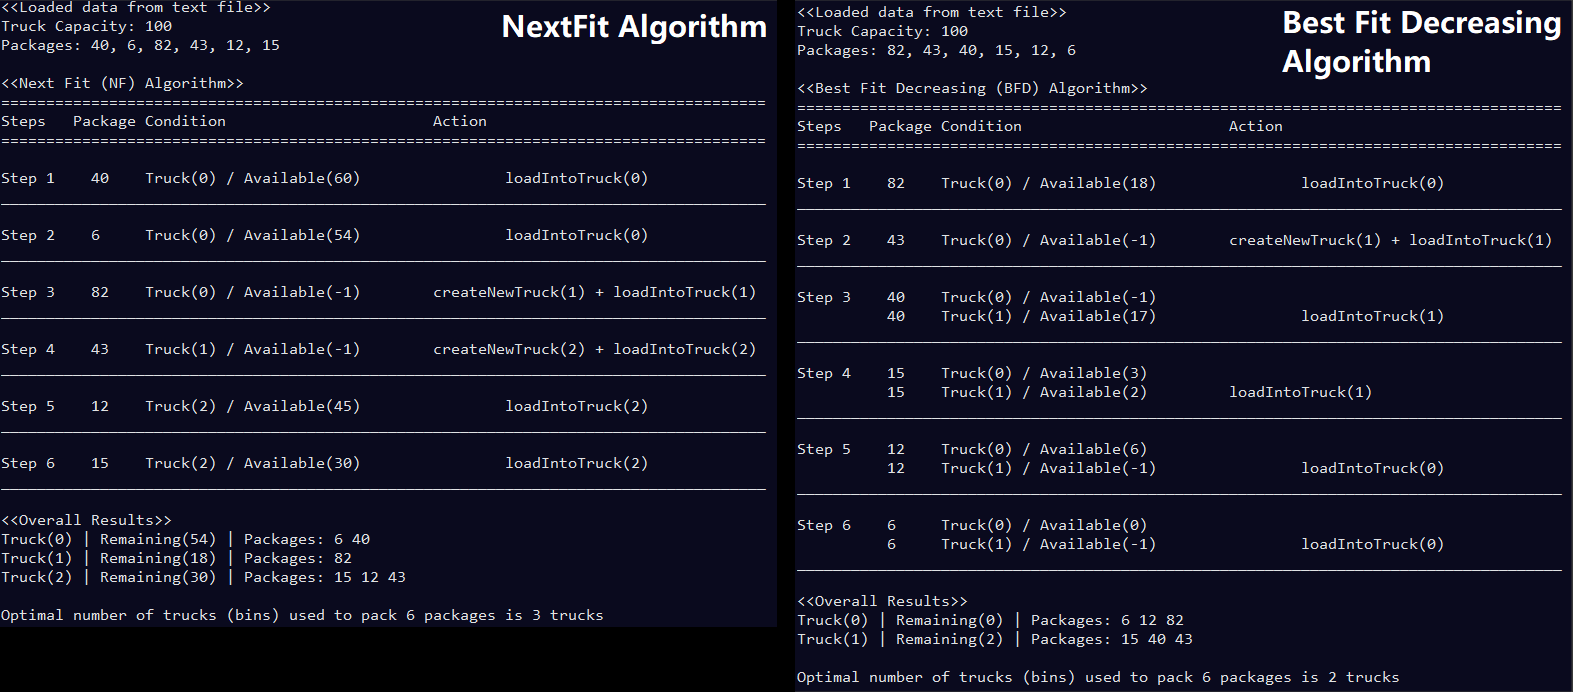 <<Loaded data from text file>>
Truck Capacity: 100
Packages: 40, 6, 82, 43, 12, 15
NextFit Algorithm
<<Next Fit (NF) Algorithm>>
=====================================================================================
Steps Package Condition Action
=====================================================================================
Step 1 40 Truck(0) / Available(60) loadIntoTruck(0)
Step 2 6 Truck(0) / Available(54) loadIntoTruck(0)
Step 3 82 Truck(0) / Available(-1) createNewTruck(1) + loadIntoTruck(1)
Step 4 43 Truck(1) / Available(-1) createNewTruck(2) + loadIntoTruck(2)
Step 5 12 Truck(2) / Available(45) loadIntoTruck(2)
Step 6 15 Truck(2) / Available(30) loadIntoTruck(2)
<<Overall Results>>
Truck(0) | Remaining(54) | Packages: 6 40
Truck(1) | Remaining(18) | Packages: 82
Truck(2) | Remaining(30) | Packages: 15 12 43
Optimal number of trucks (bins) used to pack 6 packages is 3 trucks
<<Loaded data from text file>>
Truck Capacity: 100
Packages: 82, 43, 40, 15, 12, 6
Best Fit Decreasing
Algorithm
<<Best Fit Decreasing (BFD) Algorithm>>
=====================================================================================
Steps Package Condition Action
=====================================================================================
Step 1 82 Truck(0) / Available(18) loadIntoTruck(0)
Step 2 43 Truck(0) / Available(-1) createNewTruck(1) + loadIntoTruck(1)
Step 3 40 Truck(0) / Available(-1)
40 Truck(1) / Available(17) loadIntoTruck(1)
Step 4 15 Truck(0) / Available(3)
15 Truck(1) / Available(2) loadIntoTruck(1)
Step 5 12 Truck(0) / Available(6)
12 Truck(1) / Available(-1) loadIntoTruck(0)
Step 6 6 Truck(0) / Available(0)
6 Truck(1) / Available(-1) loadIntoTruck(0)
<<Overall Results>>
Truck(0) | Remaining(0) | Packages: 6 12 82
Truck(1) | Remaining(2) | Packages: 15 40 43
Optimal number of trucks (bins) used to pack 6 packages is 2 trucks